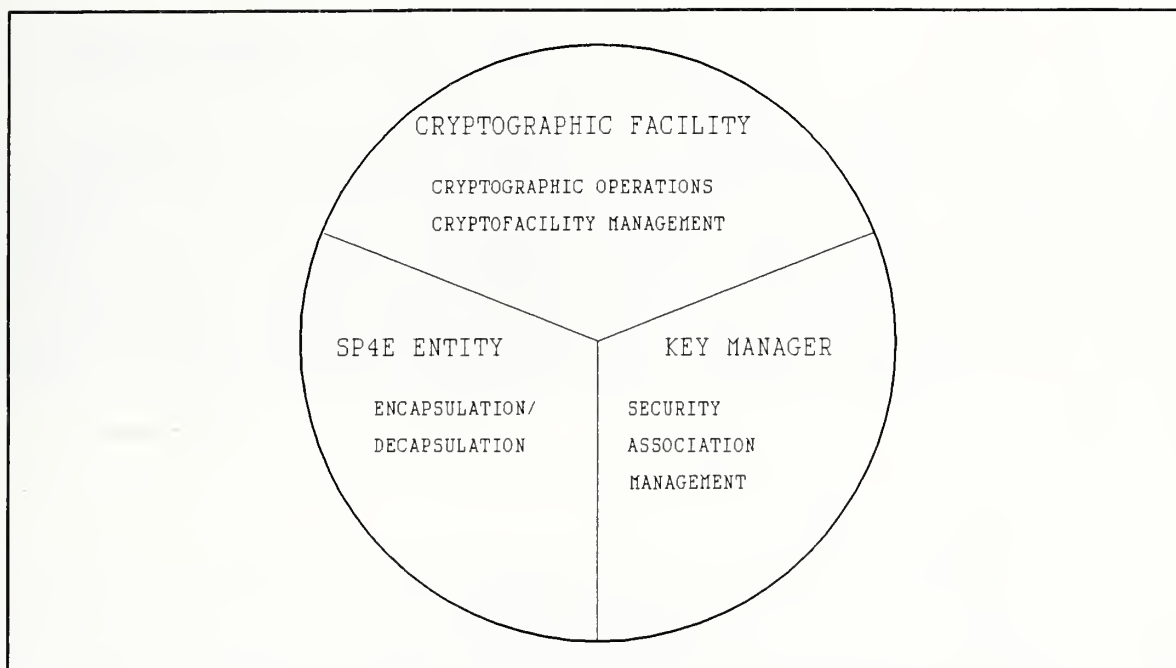 CRYPTOGRAPHIC FACILITY
CRYPTOGRAPHIC OPERATIONS
CRYPTOFACILITY MANAGEMENT
SP4E ENTITY
ENCAPSULATION/
DECAPSULATION
KEY MANAGER
SECURITY
ASSOCIATION
MANAGEMENT